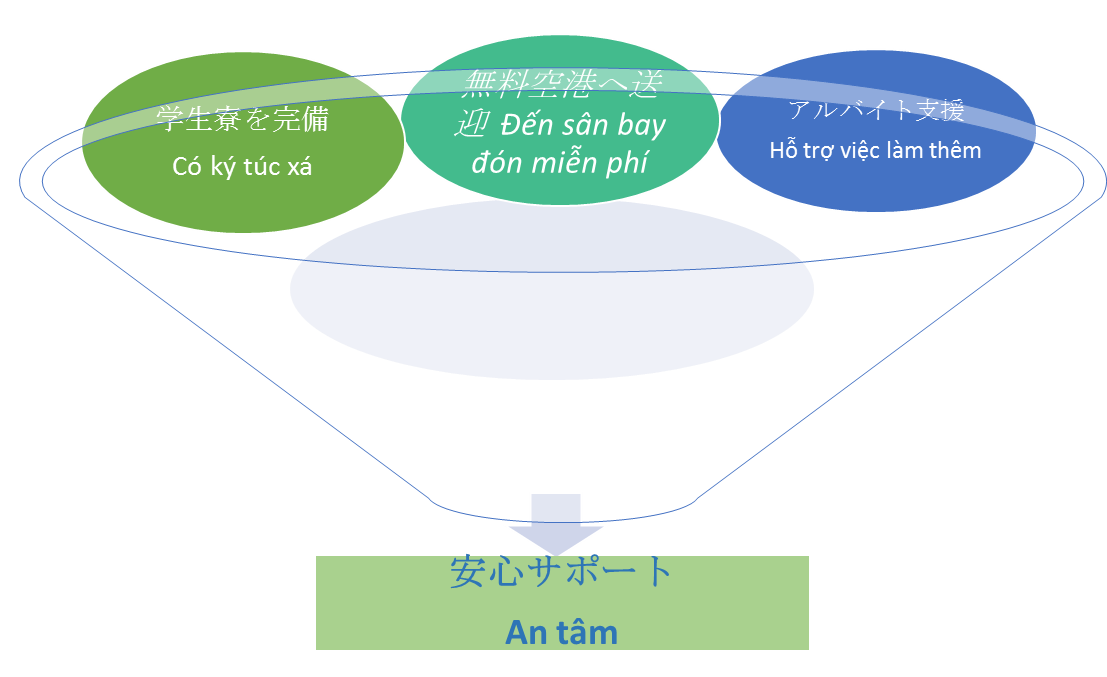 学生寮を完備
Có ký túc xá
無料空港へ送
迎 Đến sân bay
đón miễn phí
アルバイト支援
Hỗ trợ việc làm thêm
安心サポート
An tâm